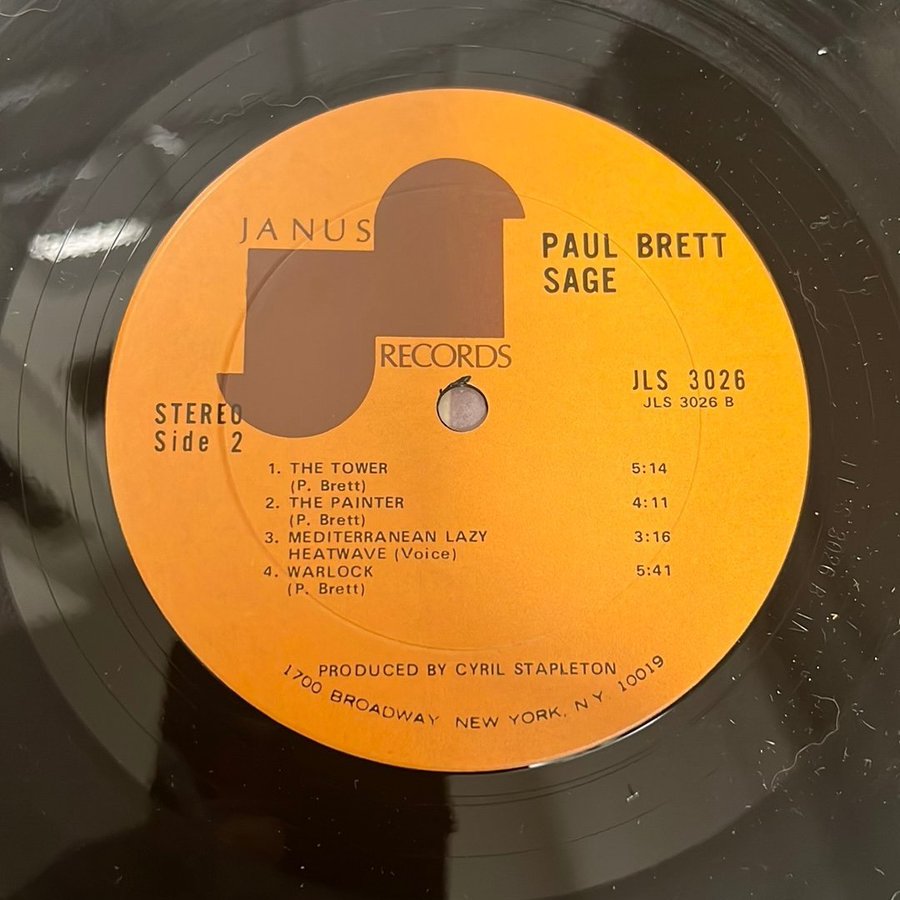 JANUS
RECORDS
PAUL BRETT
SAGE
JLS 3026
JLS 3026 B
STEREO
Side 2
1. THE TOWER 5:14
(P. Brett)
2. THE PAINTER 4:11
(P. Brett)
3. MEDITERRANEAN LAZY 3:16
HEATWAVE (Voice)
4. WARLOCK 5:41
(P. Brett)
PRODUCED BY CYRIL STAPLETON
1700 BROADWAY NEW YORK, N.Y. 10019